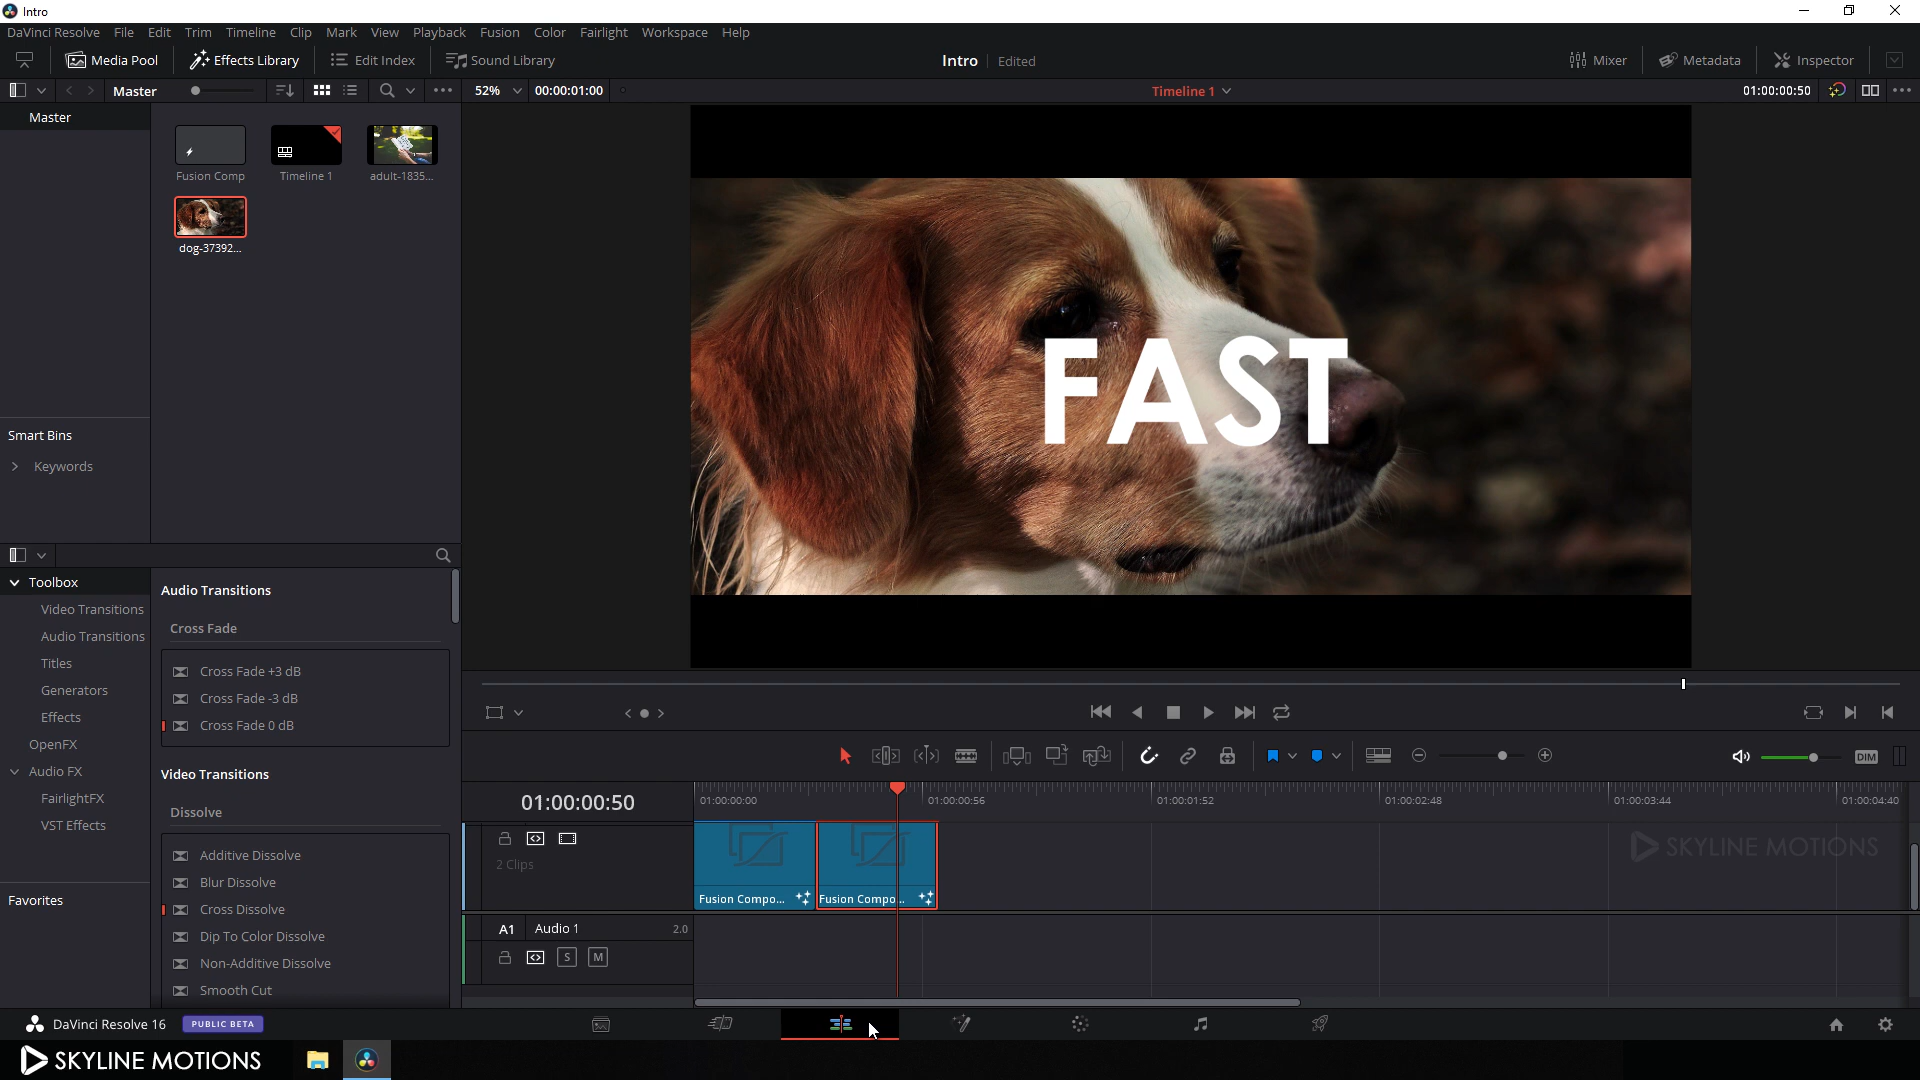 Intro
DaVinci Resolve File Edit Trim Timeline Clip Mark View Playback Fusion Color Fairlight Workspace Help
Media Pool Effects Library Edit Index Sound Library Intro Edited Mixer Metadata Inspector
Master 52% 00:00:01:00 Timeline 1 01:00:00:50
Master
Fusion Comp Timeline 1 adult-1835...
dog-37392...
FAST
Smart Bins
Keywords
Toolbox
Video Transitions
Audio Transitions
Titles
Generators
Effects
OpenFX
Audio FX
FairlightFX
VST Effects
Favorites
Audio Transitions
Cross Fade
Cross Fade +3 dB
Cross Fade -3 dB
Cross Fade 0 dB
Video Transitions
Dissolve
Additive Dissolve
Blur Dissolve
Cross Dissolve
Dip To Color Dissolve
Non-Additive Dissolve
Smooth Cut
DIM
01:00:00:50 01:00:00:00 01:00:00:56 01:00:01:52 01:00:02:48 01:00:03:44 01:00:04:40
2 Clips
SKYLINE MOTIONS
Fusion Compo... Fusion Compo...
A1 Audio 1 2.0
S M
DaVinci Resolve 16 PUBLIC BETA
SKYLINE MOTIONS